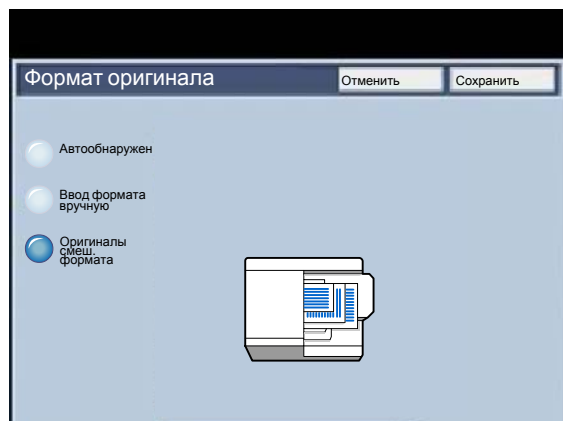 Формат оригинала
Отменить
Сохранить
Автообнаружен
Ввод формата
вручную
Оригиналы
смеш.
формата